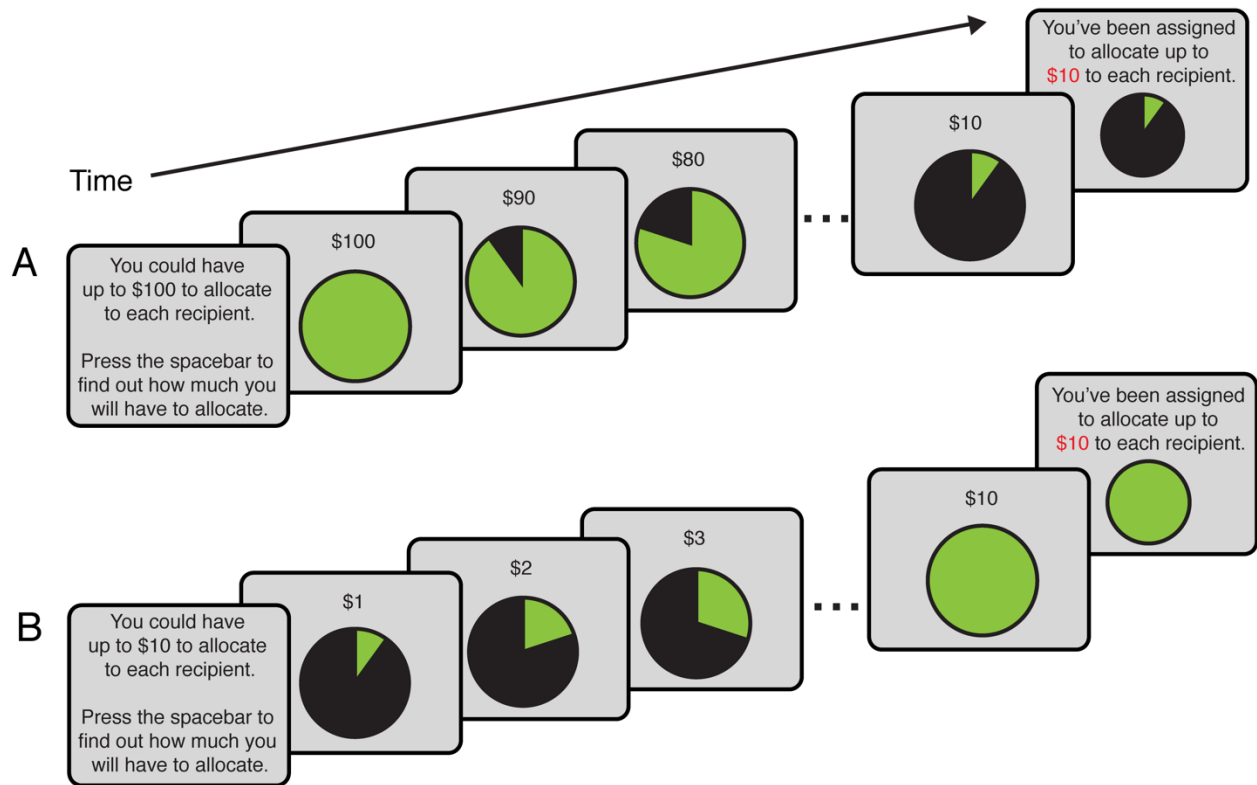 Time
A
You could have
up to $100 to allocate
to each recipient.
Press the spacebar to
find out how much you
will have to allocate.
$100
$90
$80
$10
You've been assigned
to allocate up to
$10 to each recipient.
B
You could have
up to $10 to allocate
to each recipient.
Press the spacebar to
find out how much you
will have to allocate.
$1
$2
$3
$10
You've been assigned
to allocate up to
$10 to each recipient.